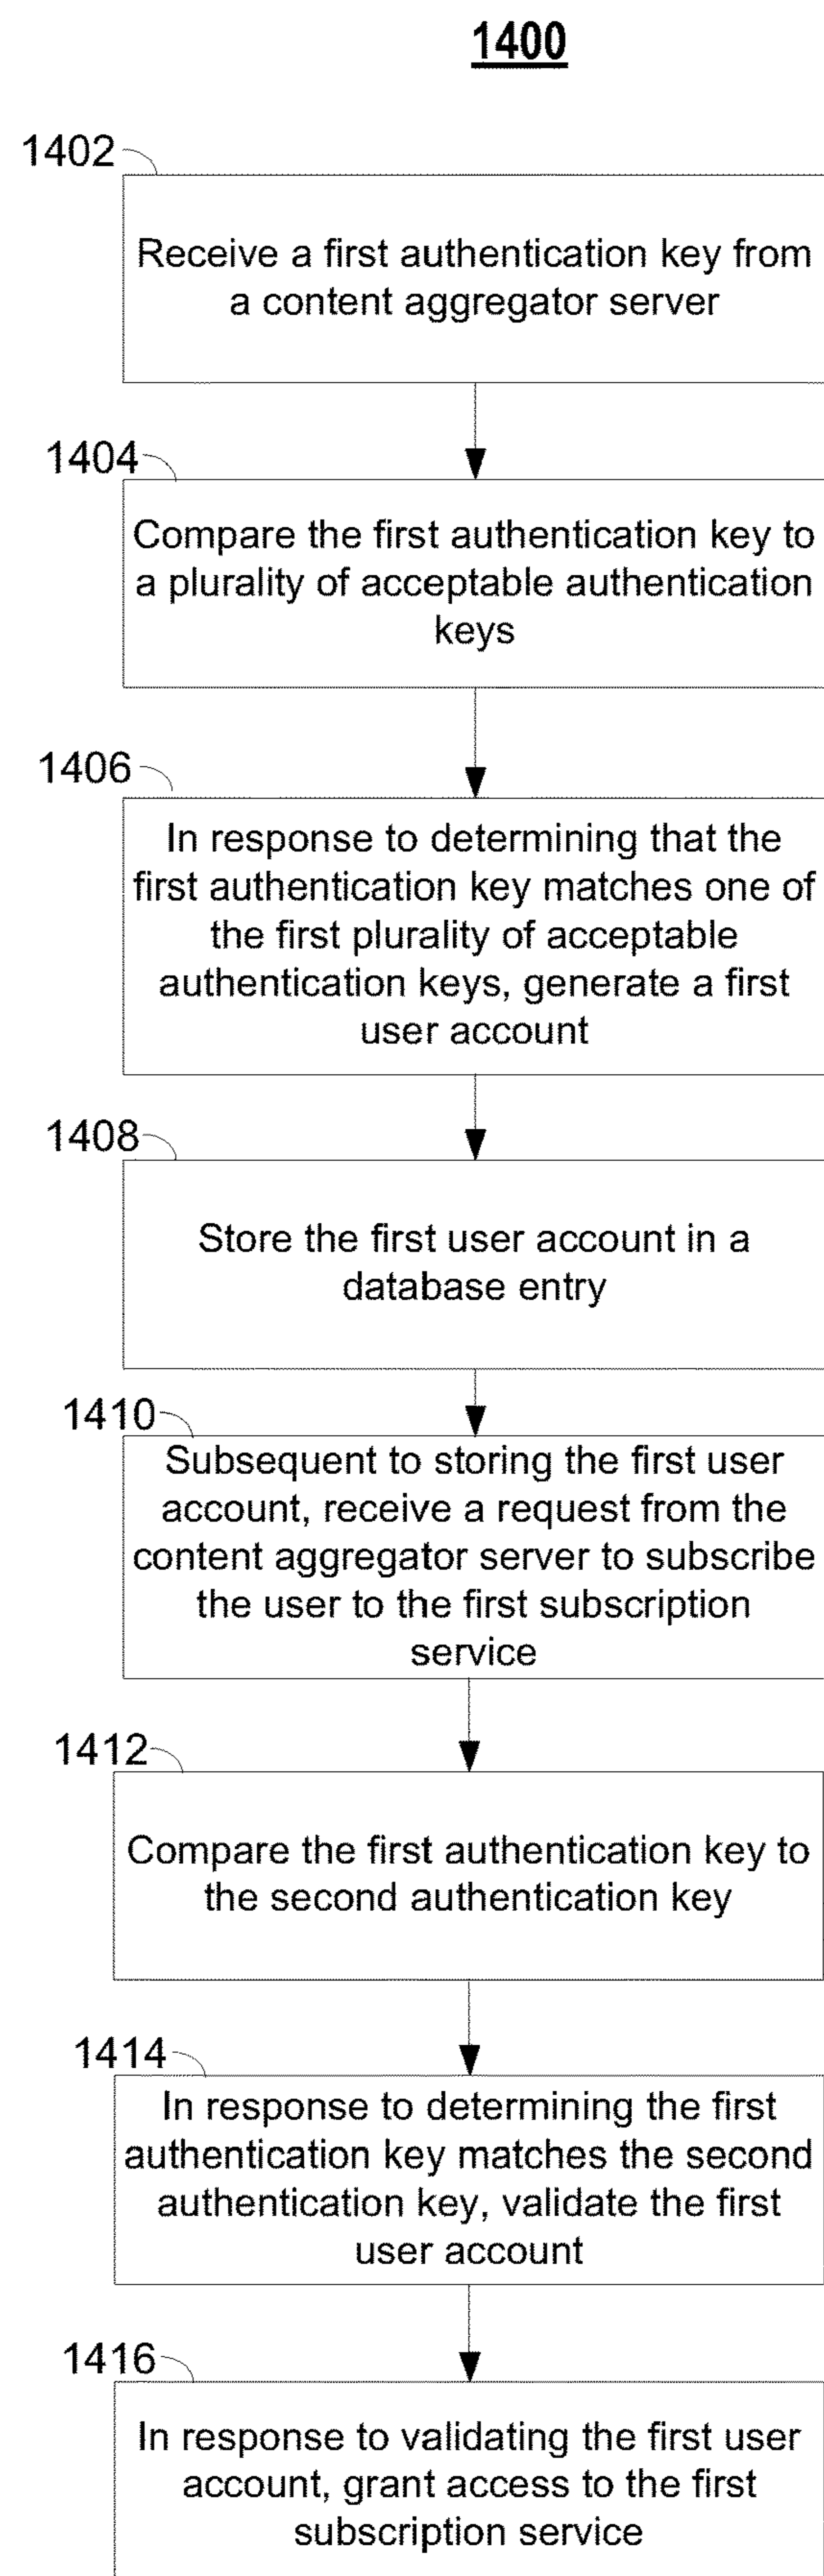 1400
1402
Receive a first authentication key from
a content aggregator server
1404
Compare the first authentication key to
a plurality of acceptable authentication
keys
1406
In response to determining that the
first authentication key matches one of
the first plurality of acceptable
authentication keys, generate a first
user account
1408
Store the first user account in a
database entry
1410
Subsequent to storing the first user
account, receive a request from the
content aggregator server to subscribe
the user to the first subscription
service
1412
Compare the first authentication key to
the second authentication key
1414
In response to determining the first
authentication key matches the second
authentication key, validate the first
user account
1416
In response to validating the first user
account, grant access to the first
subscription service